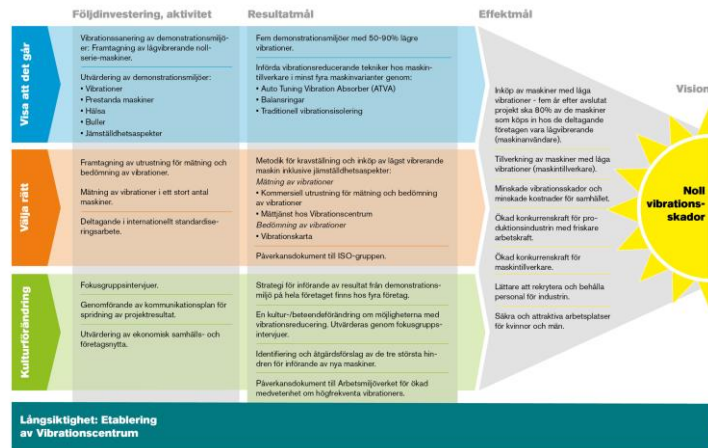 Följdinvestering, aktivitet
Resultatmål
Effektmål
Visa att det går
Vibrationssanering av demonstrationsmiljö-
er: Framtagning av lågvibrerande noll-
serie-maskiner.
Utvärdering av demonstrationsmiljöer:
• Vibrationer
• Prestanda maskiner
• Hälsa
• Buller
• Jämställdhetsaspekter
Fem demonstrationsmiljöer med 50-90% lägre
vibrationer.
Införda vibrationsreducerande tekniker hos maskin-
tillverkare i minst fyra maskinvarianter genom:
• Auto Tuning Vibration Absorber (ATVA)
• Balansringar
• Traditionell vibrationsisolering
Välja rätt
Framtagning av utrustning för mätning och
bedömning av vibrationer.
Mätning av vibrationer i ett stort antal
maskiner.
Deltagande i internationellt standardise-
ringsarbete.
Metodik för kravställning och inköp av lägst vibrerande
maskin inklusive jämställdhetsaspekter:
Mätning av vibrationer
• Kommersiell utrustning för mätning och bedömning
av vibrationer
• Mättjänst hos Vibrationscentrum
Bedömning av vibrationer
• Vibrationskarta
Påverkansdokument till ISO-gruppen.
Kulturförändring
Fokusgruppsintervjuer.
Genomförande av kommunikationsplan för
spridning av projektresultat.
Utvärdering av ekonomisk samhälls- och
företagsnytta.
Strategi för införande av resultat från demonstrations-
miljö på hela företaget finns hos fyra företag.
En kultur-/beteendeförändring om möjligheterna med
vibrationsreducering. Utvärderas genom fokusgrupps-
intervjuer.
Identifiering och åtgärdsförslag av de tre största hin-
dren för införande av nya maskiner.
Påverkansdokument till Arbetsmiljöverket för ökad
medvetenhet om högfrekventa vibrationers.
Inköp av maskiner med låga
vibrationer - fem år efter avslutat
projekt ska 80% av de maskiner
som köps in hos de deltagande
företagen vara lågvibrerande
(maskinanvändare).
Tillverkning av maskiner med låga
vibrationer (maskintillverkare).
Minskade vibrationsskador och
minskade kostnader för samhället.
Ökad konkurrenskraft för pro-
duktionsindustrin med friskare
arbetskraft.
Ökad konkurrenskraft för
maskintillverkare.
Lättare att rekrytera och behålla
personal för industrin.
Säkra och attraktiva arbetsplatser
för kvinnor och män.
Vision
Noll
vibrations-
skador
Långsiktighet: Etablering
av Vibrationscentrum